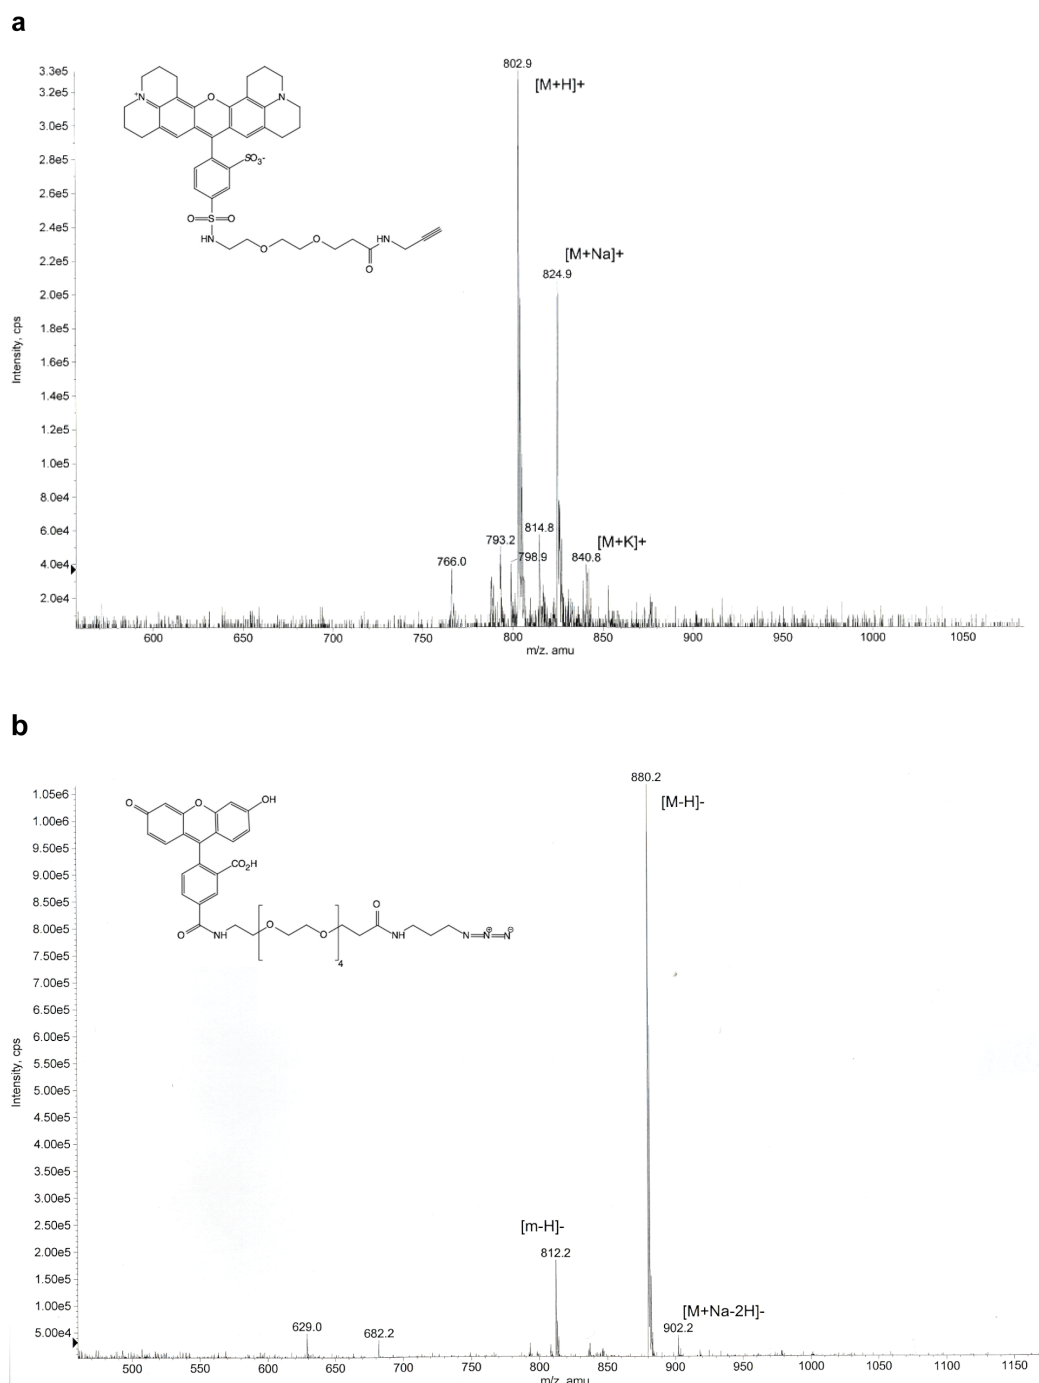 a
802.9
[M+H]+
3.3e5
3.2e5
3.0e5
2.8e5
2.6e5
2.4e5
2.2e5
2.0e5
1.8e5
1.6e5
1.4e5
1.2e5
1.0e5
8.0e4
6.0e4
4.0e4
2.0e4
Intensity, cps
+N
O
N
SO3-
O=S=O
HN
O
O
HN
O
[M+Na]+
824.9
814.8
793.2
798.9
766.0
[M+K]+
840.8
600 650 700 750 800 850 900 950 1000 1050
m/z. amu
b
880.2
[M-H]-
1.05e6
1.00e6
9.50e5
9.00e5
8.50e5
8.00e5
7.50e5
7.00e5
6.50e5
6.00e5
5.50e5
5.00e5
4.50e5
4.00e5
3.50e5
3.00e5
2.50e5
2.00e5
1.50e5
1.00e5
5.00e4
Intensity, cps
O
O
OH
CO2H
O
NH
O
O
4
O
NH
N=N⊕=N⊖
[m-H]-
812.2
[M+Na-2H]-
902.2
629.0
682.2
500 550 600 650 700 750 800 850 900 950 1000 1050 1100 1150
m/z. amu